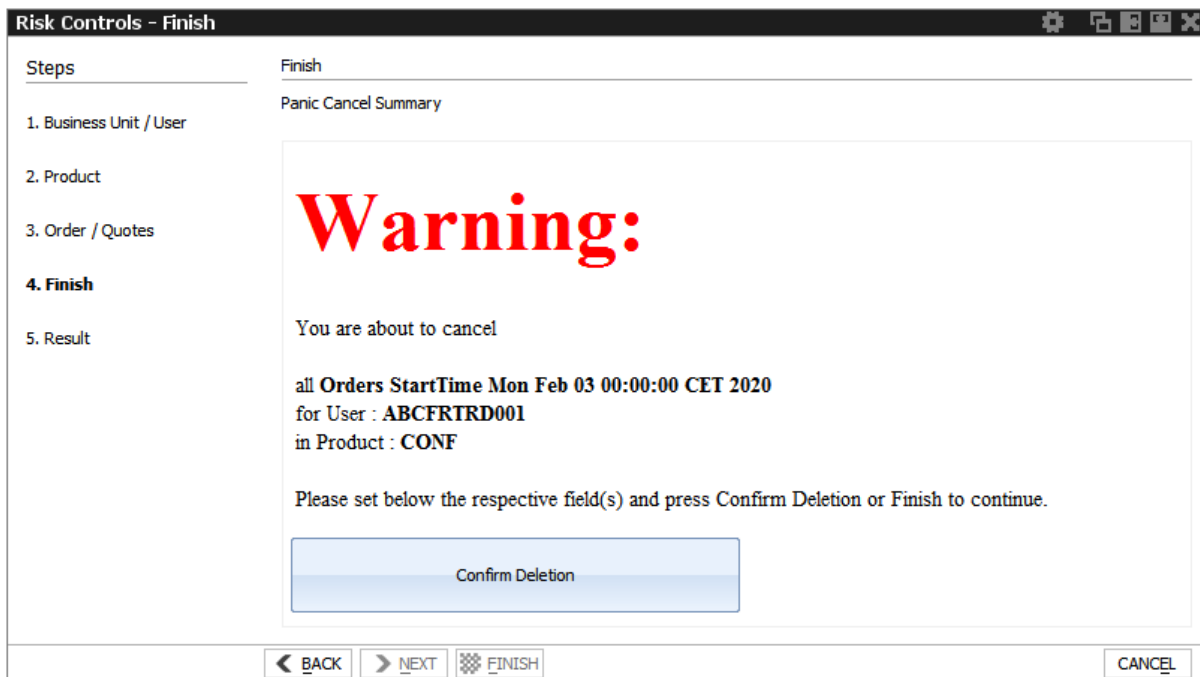 Risk Controls - Finish
Steps
1. Business Unit / User
2. Product
3. Order / Quotes
4. Finish
5. Result
Finish
Panic Cancel Summary
Warning:
You are about to cancel
all Orders StartTime Mon Feb 03 00:00:00 CET 2020
for User : ABCFRTRD001
in Product : CONF
Please set below the respective field(s) and press Confirm Deletion or Finish to continue.
Confirm Deletion
BACK NEXT FINISH CANCEL